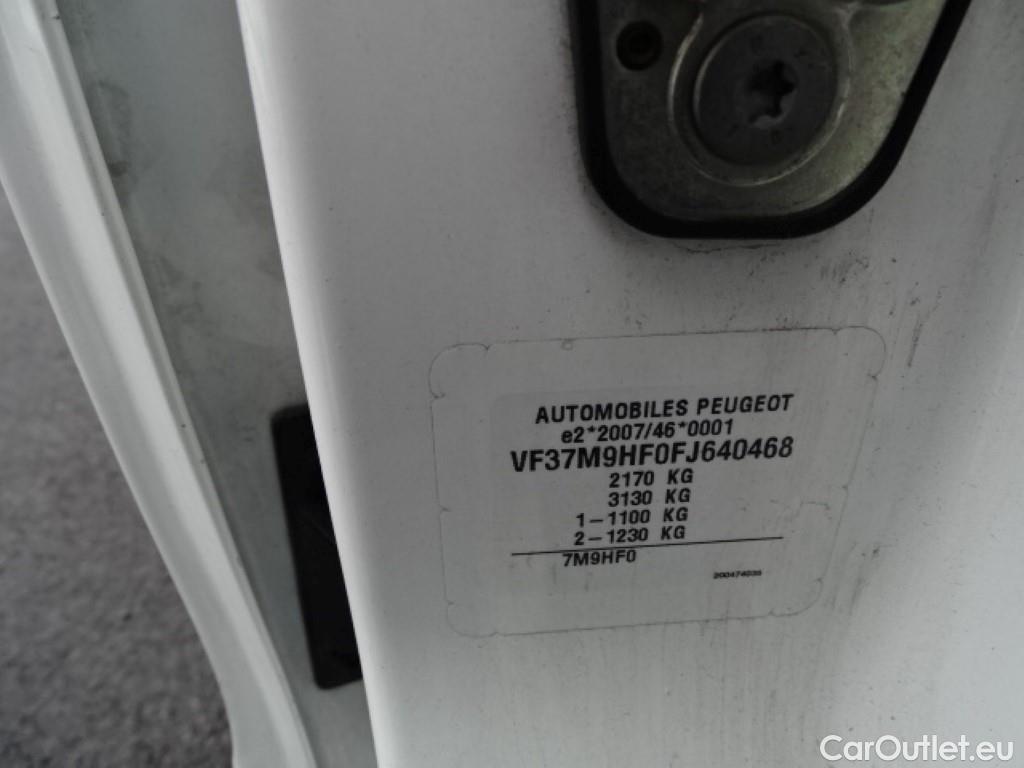 AUTOMOBILES PEUGEOT
e2*2007/46*0001
VF37M9HF0FJ640468
2170 KG
3130 KG
1-1100 KG
2-1230 KG
7M9HF0
CarOutlet.eu